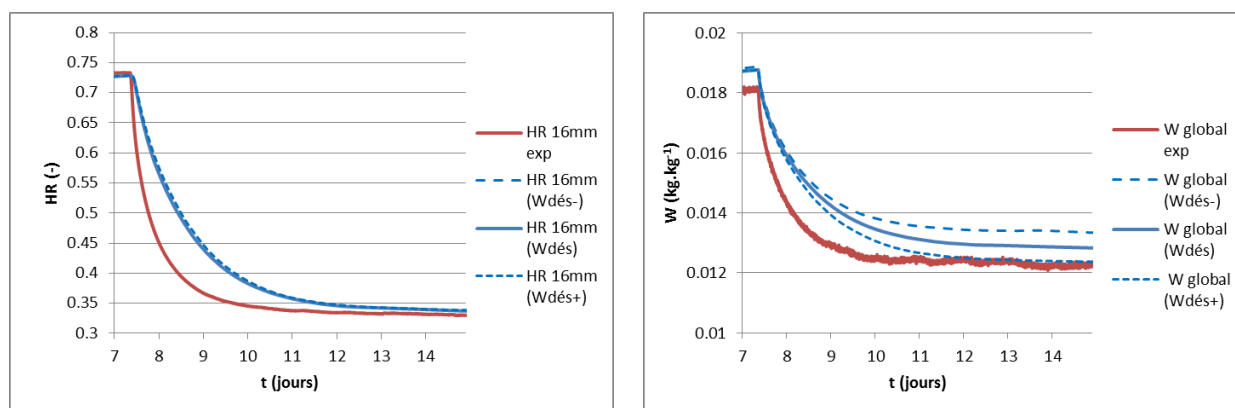 0.8
0.75
0.7
0.65
0.6
0.55
0.5
0.45
0.4
0.35
0.3
HR (-)
7 8 9 10 11 12 13 14
t (jours)
HR 16mm
exp
HR 16mm
(Wdés-)
HR 16mm
(Wdés)
HR 16mm
(Wdés+)
0.02
0.018
0.016
0.014
0.012
0.01
W (kg.kg⁻¹)
7 8 9 10 11 12 13 14
t (jours)
W global
exp
W global
(Wdés-)
W global
(Wdés)
W global
(Wdés+)